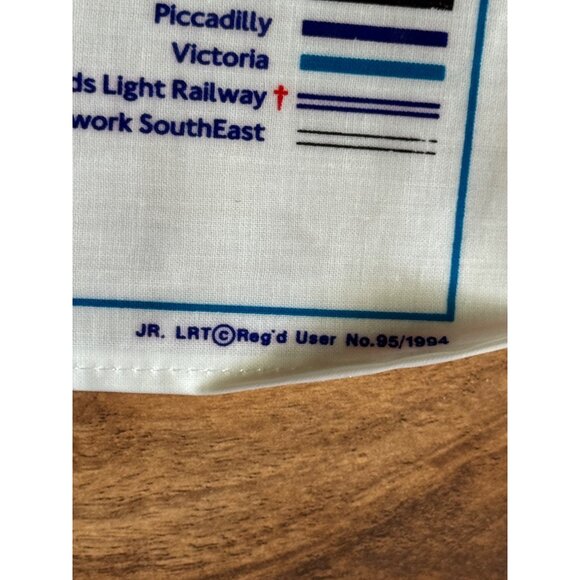 Piccadilly
Victoria
ds Light Railway †
work SouthEast
JR. LRT©Reg'd User No.95/1994